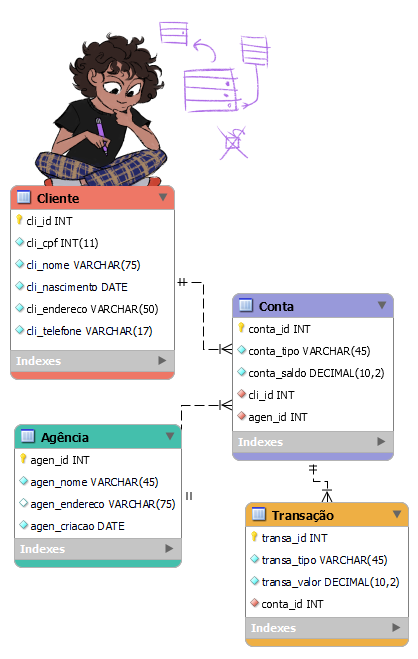 Cliente
cli_id INT
cli_cpf INT(11)
cli_nome VARCHAR(75)
cli_nascimento DATE
cli_endereco VARCHAR(50)
cli_telefone VARCHAR(17)
Indexes
Conta
conta_id INT
conta_tipo VARCHAR(45)
conta_saldo DECIMAL(10,2)
cli_id INT
agen_id INT
Indexes
Agência
agen_id INT
agen_nome VARCHAR(45)
agen_endereco VARCHAR(75)
agen_criacao DATE
Indexes
Transação
transa_id INT
transa_tipo VARCHAR(45)
transa_valor DECIMAL(10,2)
conta_id INT
Indexes